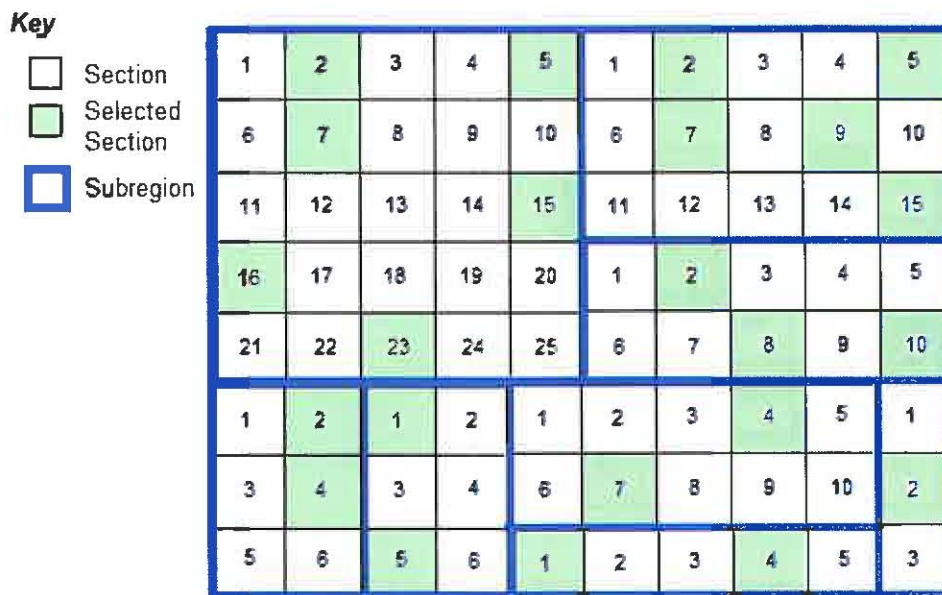 Key
Section
Selected
Section
Subregion
1 2 3 4 5 1 2 3 4 5
6 7 8 9 10 6 7 8 9 10
11 12 13 14 15 11 12 13 14 15
16 17 18 19 20 1 2 3 4 5
21 22 23 24 25 6 7 8 9 10
1 2 1 2 1 2 3 4 5 1
3 4 3 4 6 7 8 9 10 2
5 6 5 6 1 2 3 4 5 3